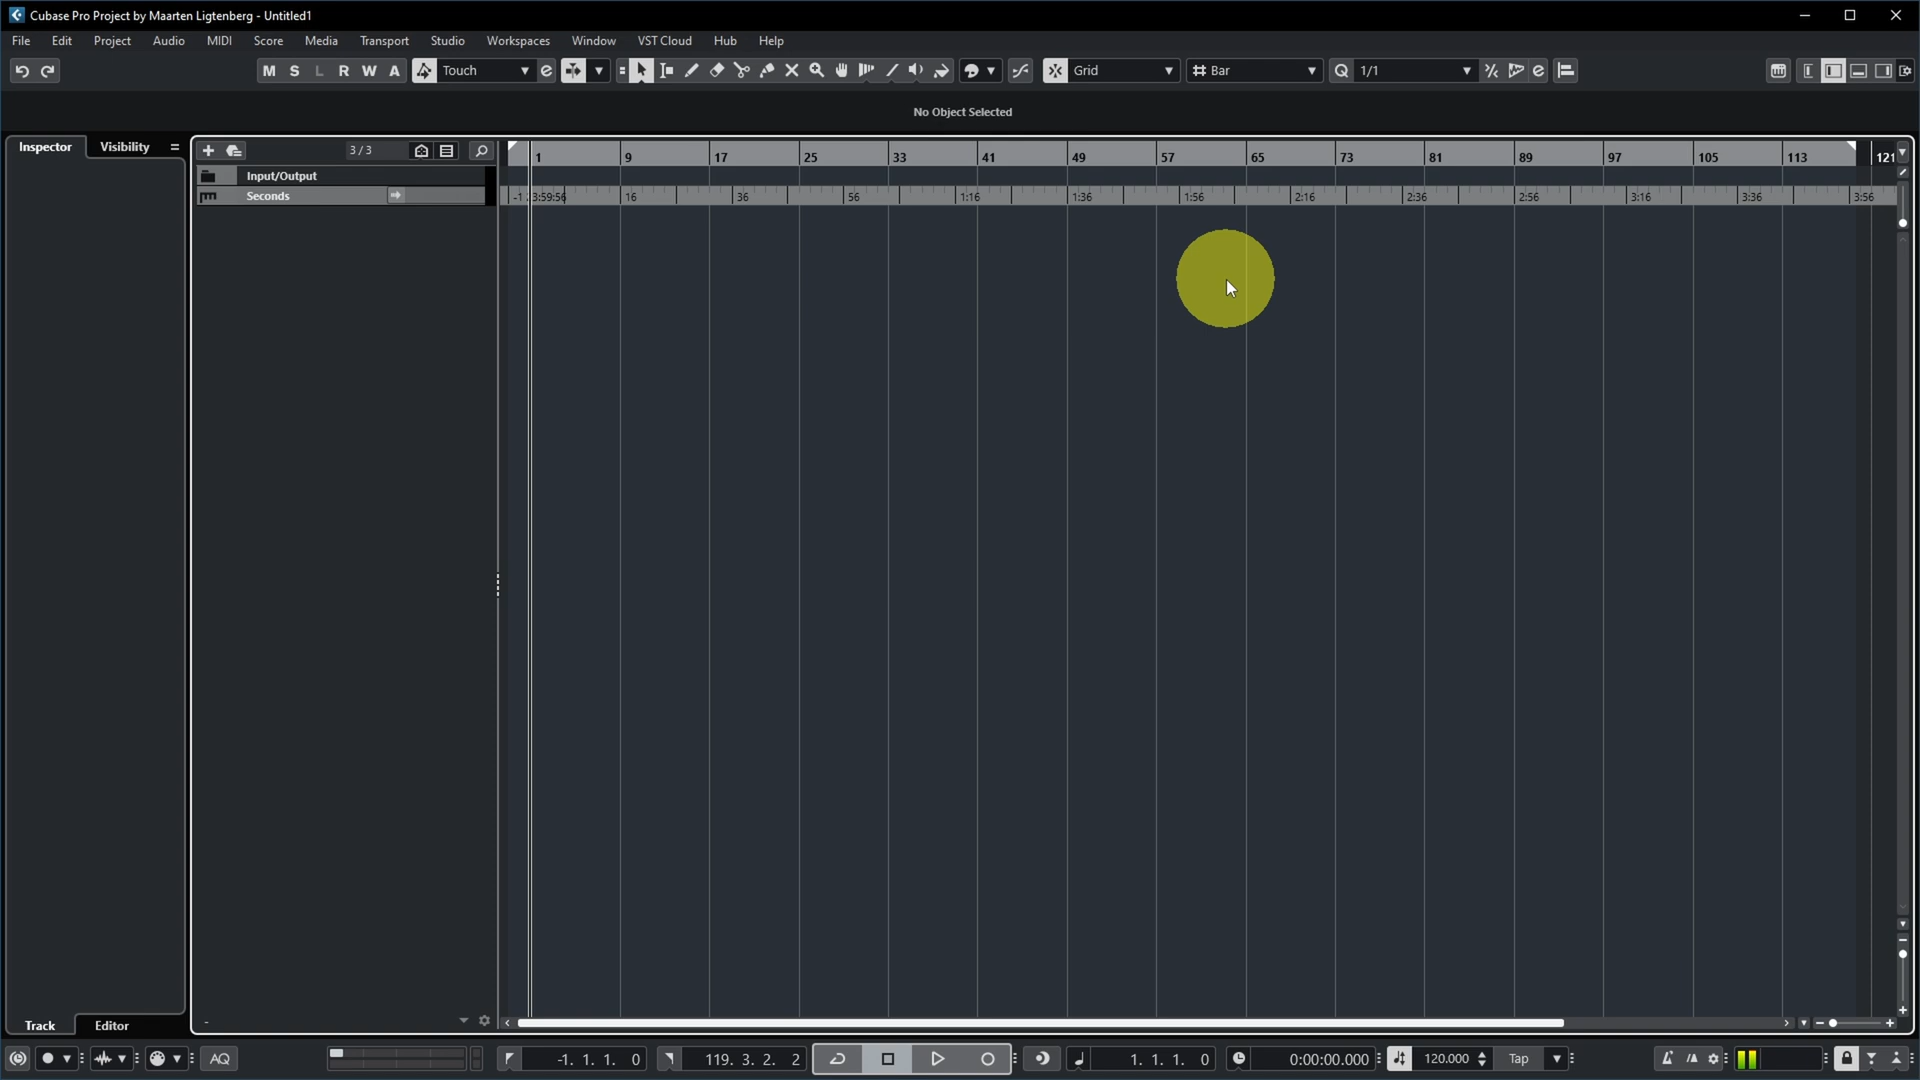 Cubase Pro Project by Maarten Ligtenberg - Untitled1
File Edit Project Audio MIDI Score Media Transport Studio Workspaces Window VST Cloud Hub Help
M S L R W A Touch e Grid Bar Q 1/1 e
No Object Selected
Inspector Visibility 3/3 1 9 17 25 33 41 49 57 65 73 81 89 97 105 113 121
Input/Output
Seconds 16 36 56 1:16 1:36 1:56 2:16 2:36 2:56 3:16 3:36 3:56
Track Editor -
AQ -1. 1. 1. 0 119. 3. 2. 2 1. 1. 1. 0 0:00:00.000 120.000 Tap